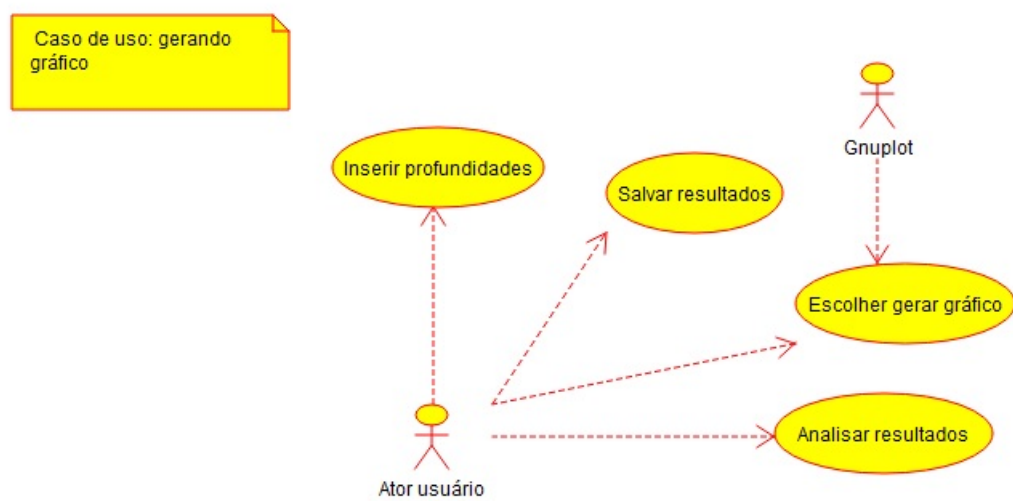 Caso de uso: gerando
gráfico
Gnuplot
Inserir profundidades
Salvar resultados
Escolher gerar gráfico
Analisar resultados
Ator usuário